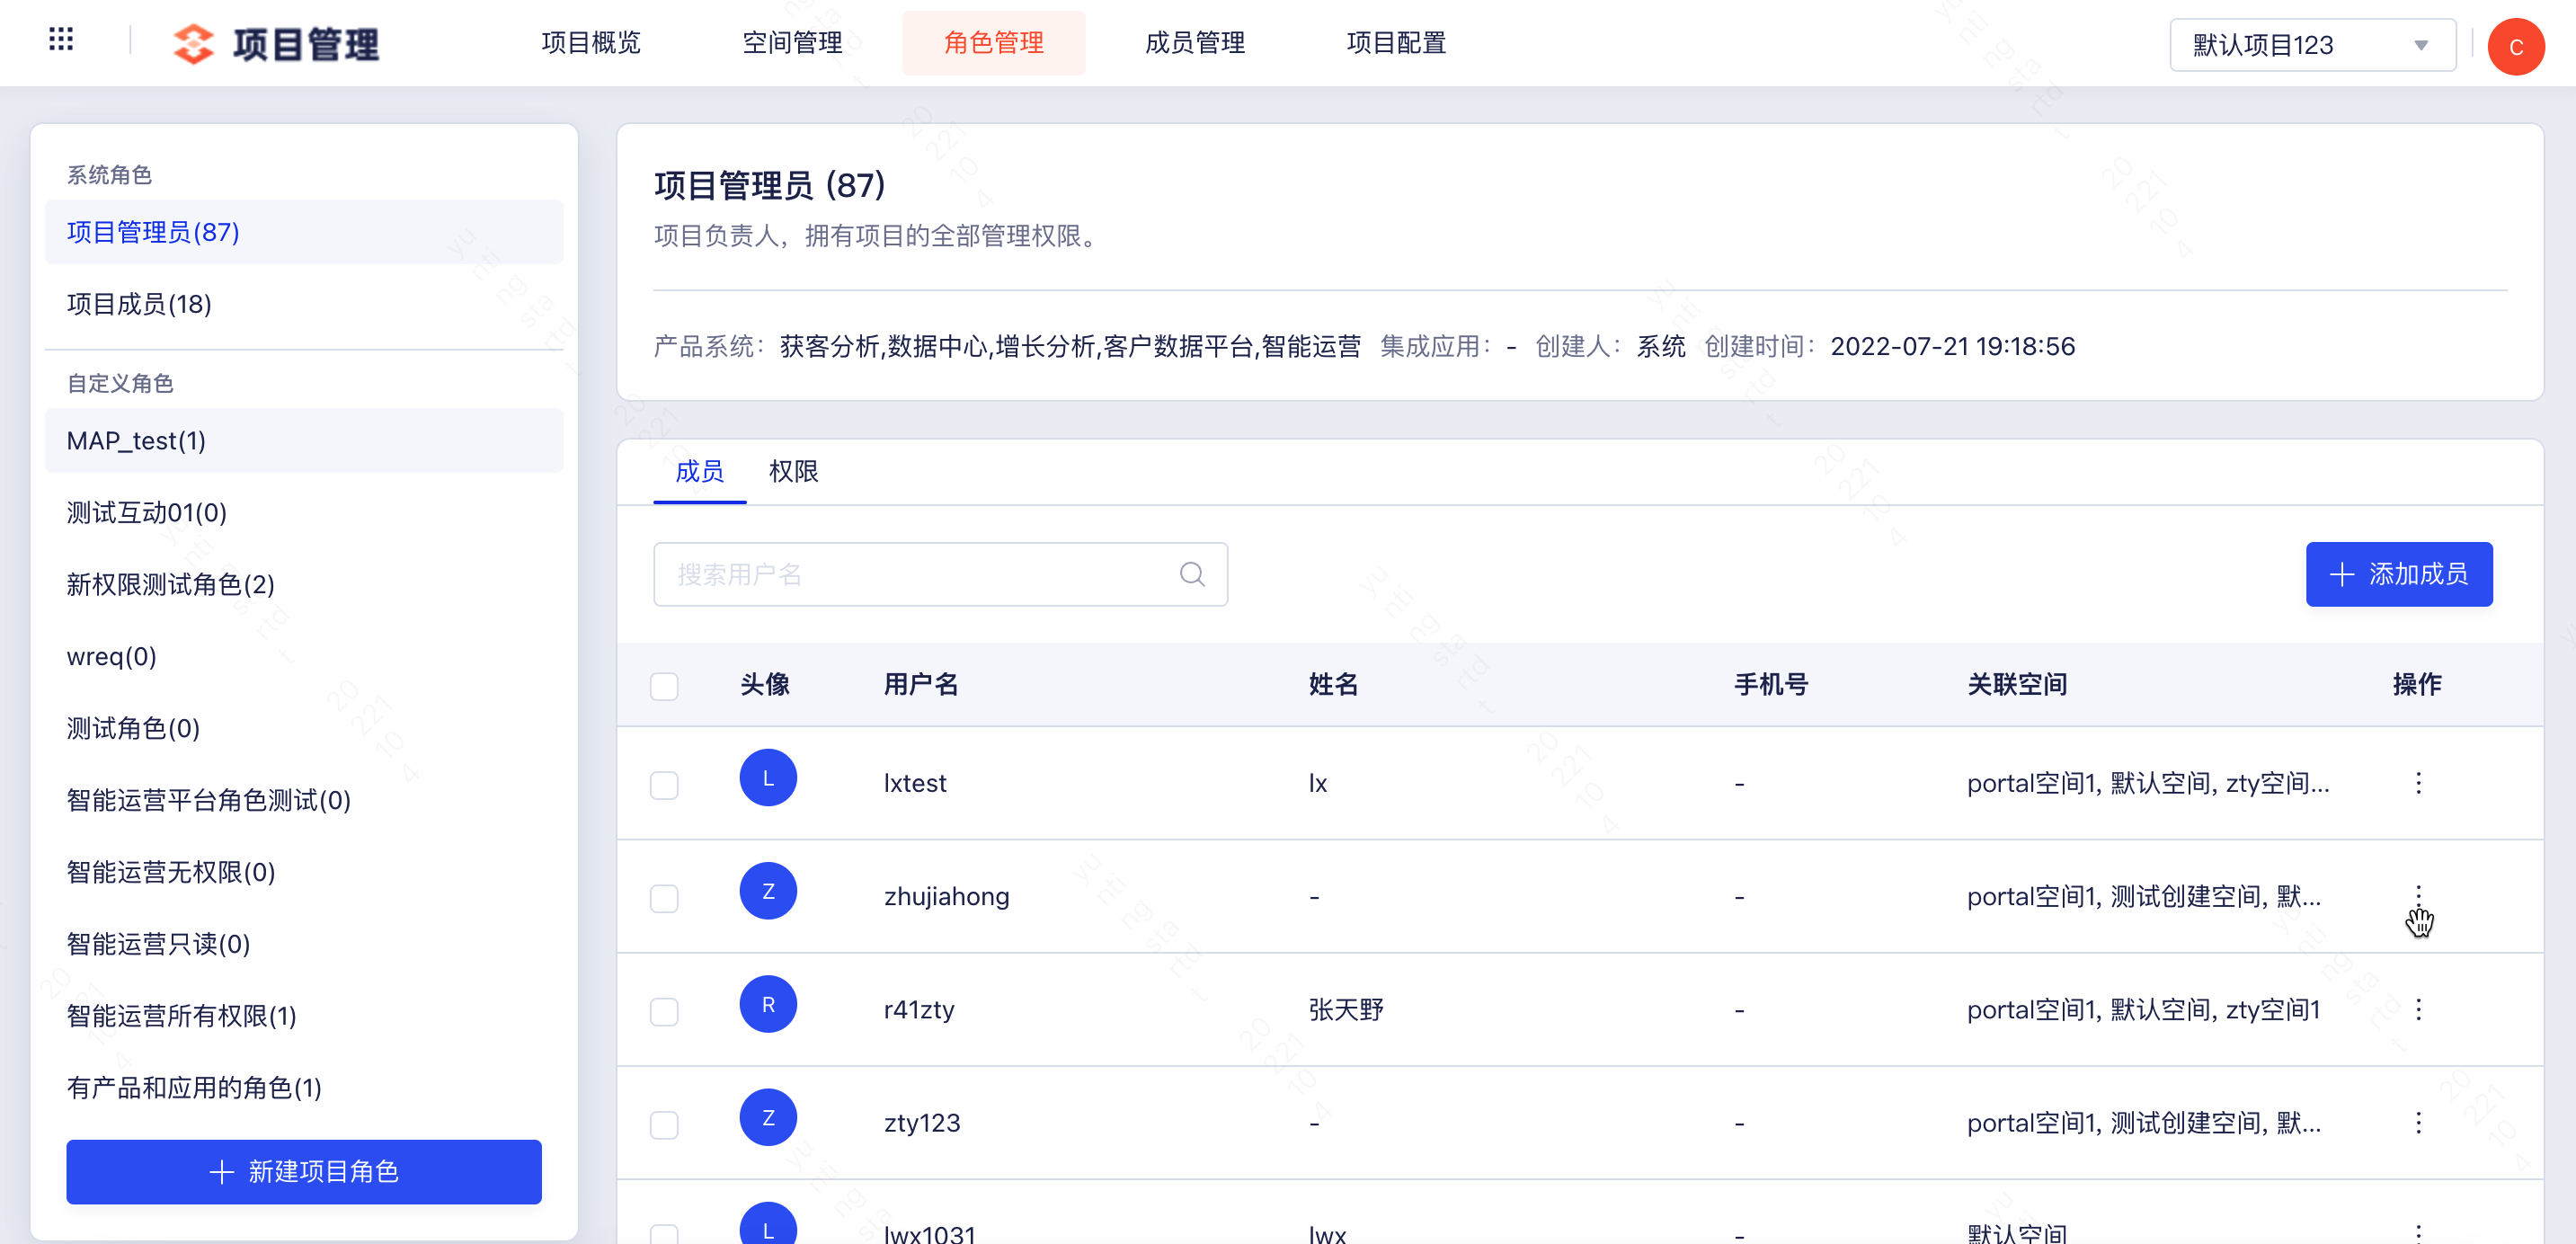 项目管理
项目概览
空间管理
角色管理
成员管理
项目配置
默认项目123
C
系统角色
项目管理员(87)
项目成员(18)
自定义角色
MAP_test(1)
测试互动01(0)
新权限测试角色(2)
wreq(0)
测试角色(0)
智能运营平台角色测试(0)
智能运营无权限(0)
智能运营只读(0)
智能运营所有权限(1)
有产品和应用的角色(1)
新建项目角色
项目管理员 (87)
项目负责人，拥有项目的全部管理权限。
产品系统：获客分析,数据中心,增长分析,客户数据平台,智能运营 集成应用：- 创建人：系统 创建时间：2022-07-21 19:18:56
成员 权限
搜索用户名
添加成员
头像 用户名 姓名 手机号 关联空间 操作
L lxtest lx - portal空间1, 默认空间, zty空间...
Z zhujiahong - - portal空间1, 测试创建空间, 默...
R r41zty 张天野 - portal空间1, 默认空间, zty空间1
Z zty123 - - portal空间1, 测试创建空间, 默...
L lwx1031 lwx - 默认空间